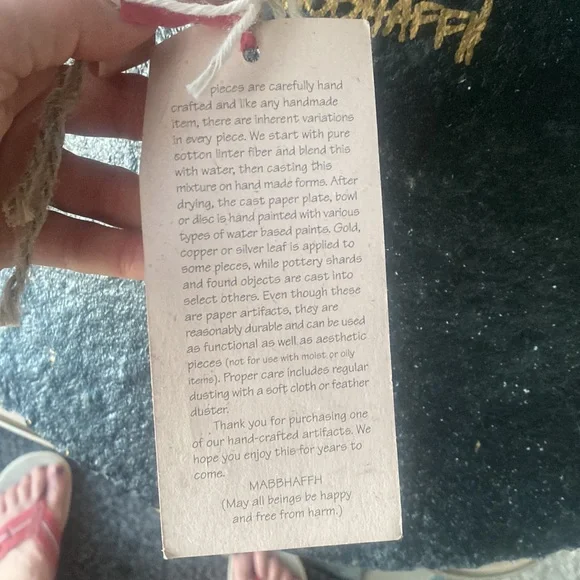 BBHAFFH
pieces are carefully hand
crafted and like any handmade
item, there are inherent variations
in every piece. We start with pure
cotton linter fiber and blend this
with water, then casting this
mixture on hand made forms. After
drying, the cast paper plate, bowl
or disc is hand painted with various
types of water based paints. Gold,
copper or silver leaf is applied to
some pieces, while pottery shards
and found objects are cast into
select others. Even though these
are paper artifacts, they are
reasonably durable and can be used
as functional as well as aesthetic
pieces (not for use with moist or oily
items). Proper care includes regular
dusting with a soft cloth or feather
duster.
Thank you for purchasing one
of our hand-crafted artifacts. We
hope you enjoy this for years to
come.
MABBHAFFH
(May all beings be happy
and free from harm.)